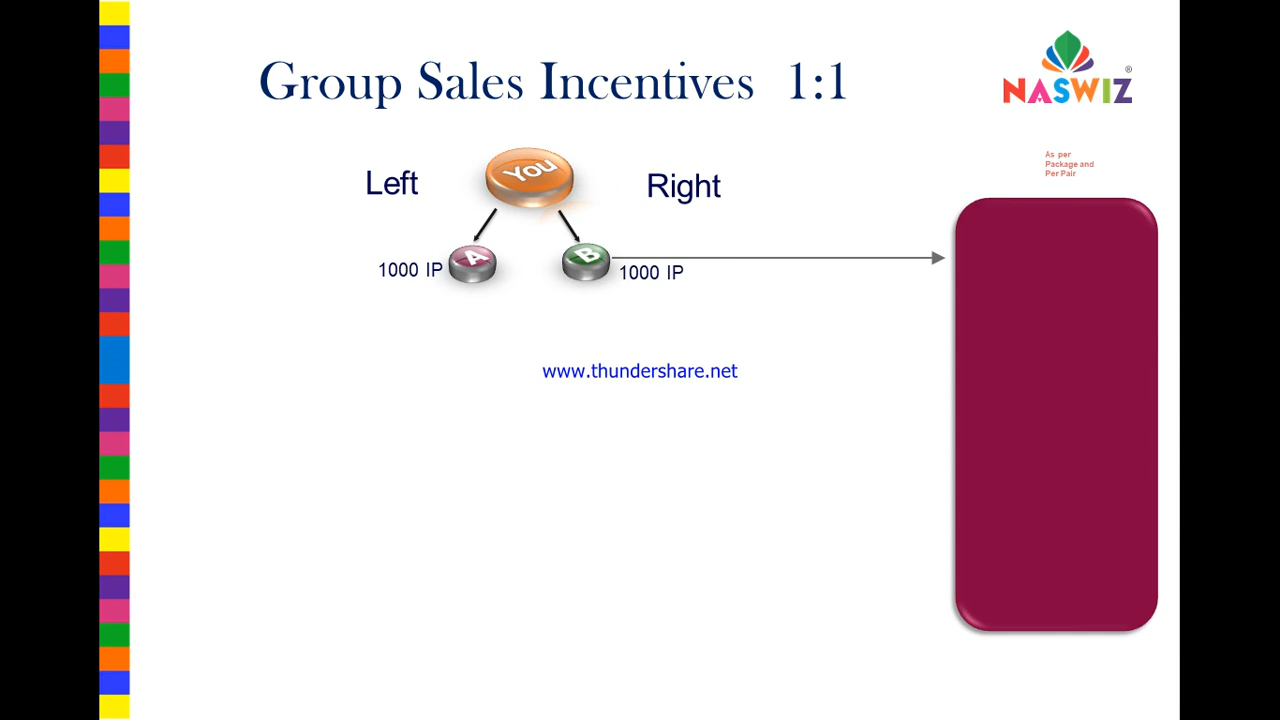 Group Sales Incentives 1:1
NASWIZ®
As per
Package and
Per Pair
Left
You
Right
1000 IP
A
B
1000 IP
www.thundershare.net